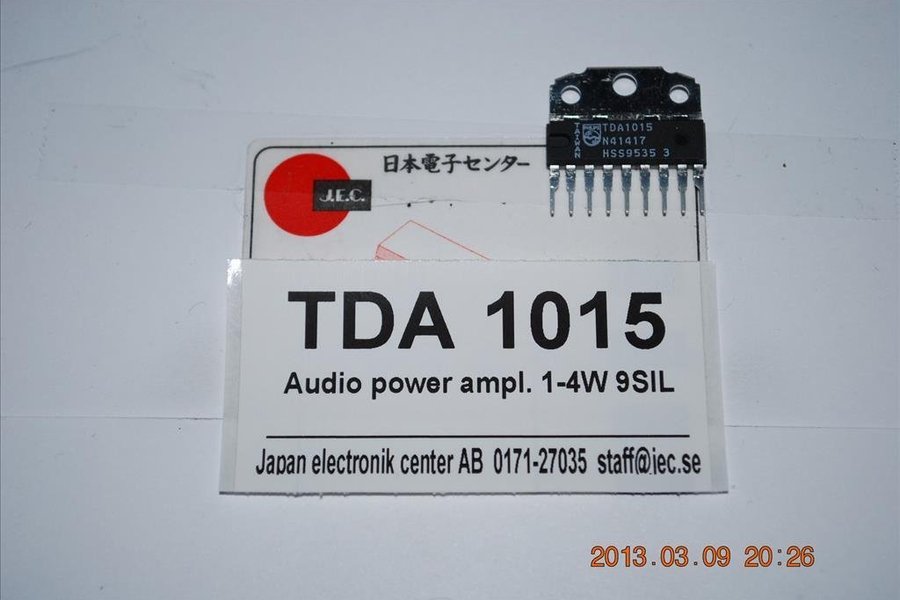 TAIWAN
PHILIPS
TDA1015
N41417
HSS9535 3
日本電子センター
J.E.C.
TDA 1015
Audio power ampl. 1-4W 9SIL
Japan electronik center AB 0171-27035 staff@jec.se
2013.03.09 20:26